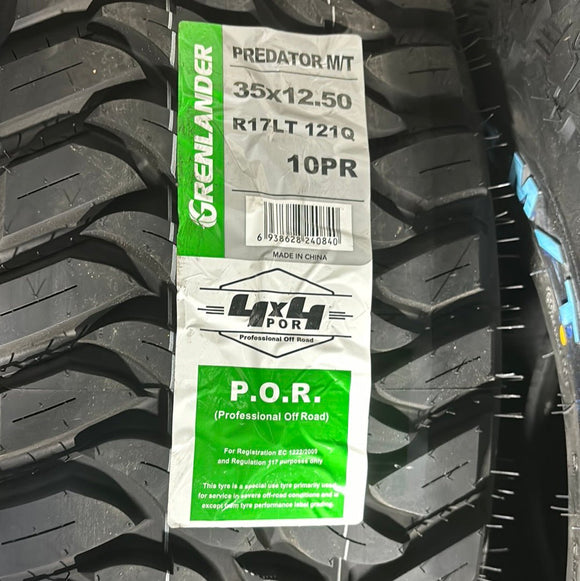 GRENLANDER
PREDATOR M/T
35x12.50
R17LT 121Q
10PR
6 938628 240840
MADE IN CHINA
4x4
POR
Professional Off Road
P.O.R.
(Professional Off Road)
For Registration EC 1222/2009
and Regulation 117 purposes only
This tyre is a special use tyre primarily used
for service in severe off-road conditions and is
except from tyre performance label grading.